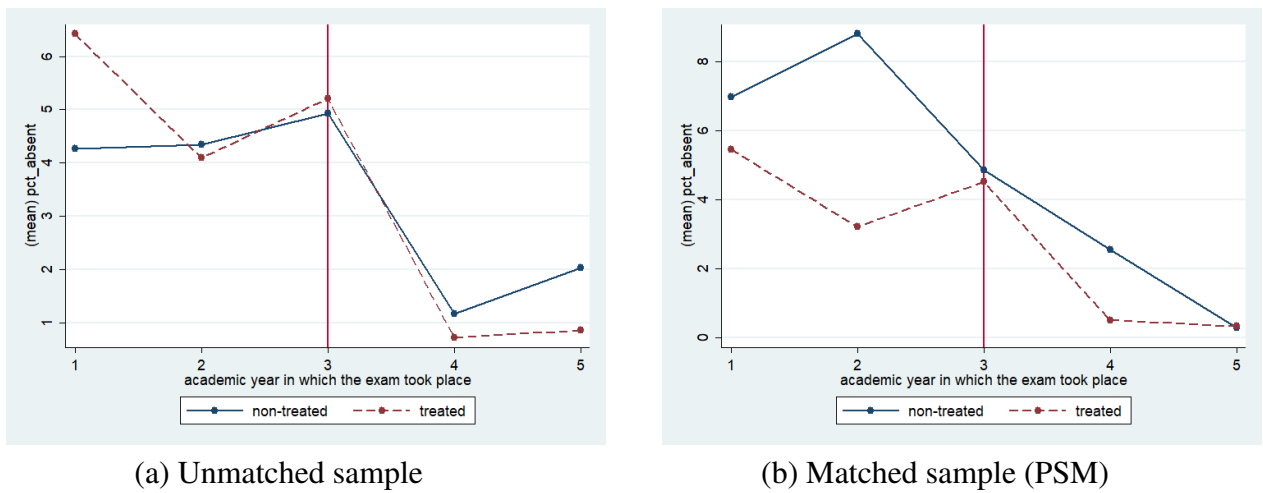 6
5
4
3
2
1
(mean) pct_absent
1 2 3 4 5
academic year in which the exam took place
non-treated treated
(a) Unmatched sample
8
6
4
2
0
(mean) pct_absent
1 2 3 4 5
academic year in which the exam took place
non-treated treated
(b) Matched sample (PSM)